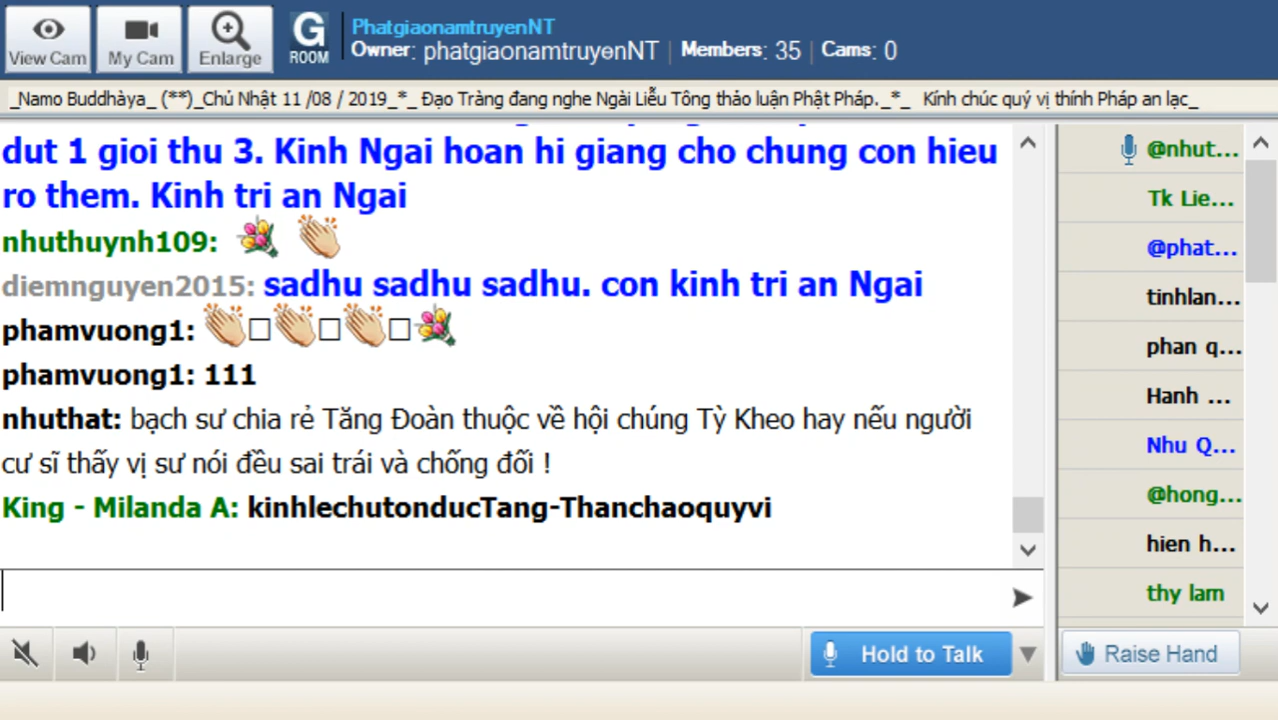 View Cam
My Cam
Enlarge
G
ROOM
PhatgiaonamtruyenNT
Owner: phatgiaonamtruyenNT | Members: 35 | Cams: 0
_Namo Buddhàya_ (**)_Chủ Nhật 11 /08 / 2019_*_ Đạo Tràng đang nghe Ngài Liễu Tông thảo luận Phật Pháp._*_ Kính chúc quý vị thính Pháp an lạc_
dut 1 gioi thu 3. Kinh Ngai hoan hi giang cho chung con hieu
ro them. Kinh tri an Ngai
nhuthuynh109:
diemnguyen2015: sadhu sadhu sadhu. con kinh tri an Ngai
phamvuong1:
phamvuong1: 111
nhuthat: bạch sư chia rẻ Tăng Đoàn thuộc về hội chúng Tỳ Kheo hay nếu người
cư sĩ thấy vị sư nói đều sai trái và chống đối !
King - Milanda A: kinhlechutonducTang-Thanchaoquyvi
@nhut...
Tk Lie...
@phat...
tinhlan...
phan q...
Hanh ...
Nhu Q...
@hong...
hien h...
thy lam
Hold to Talk
Raise Hand